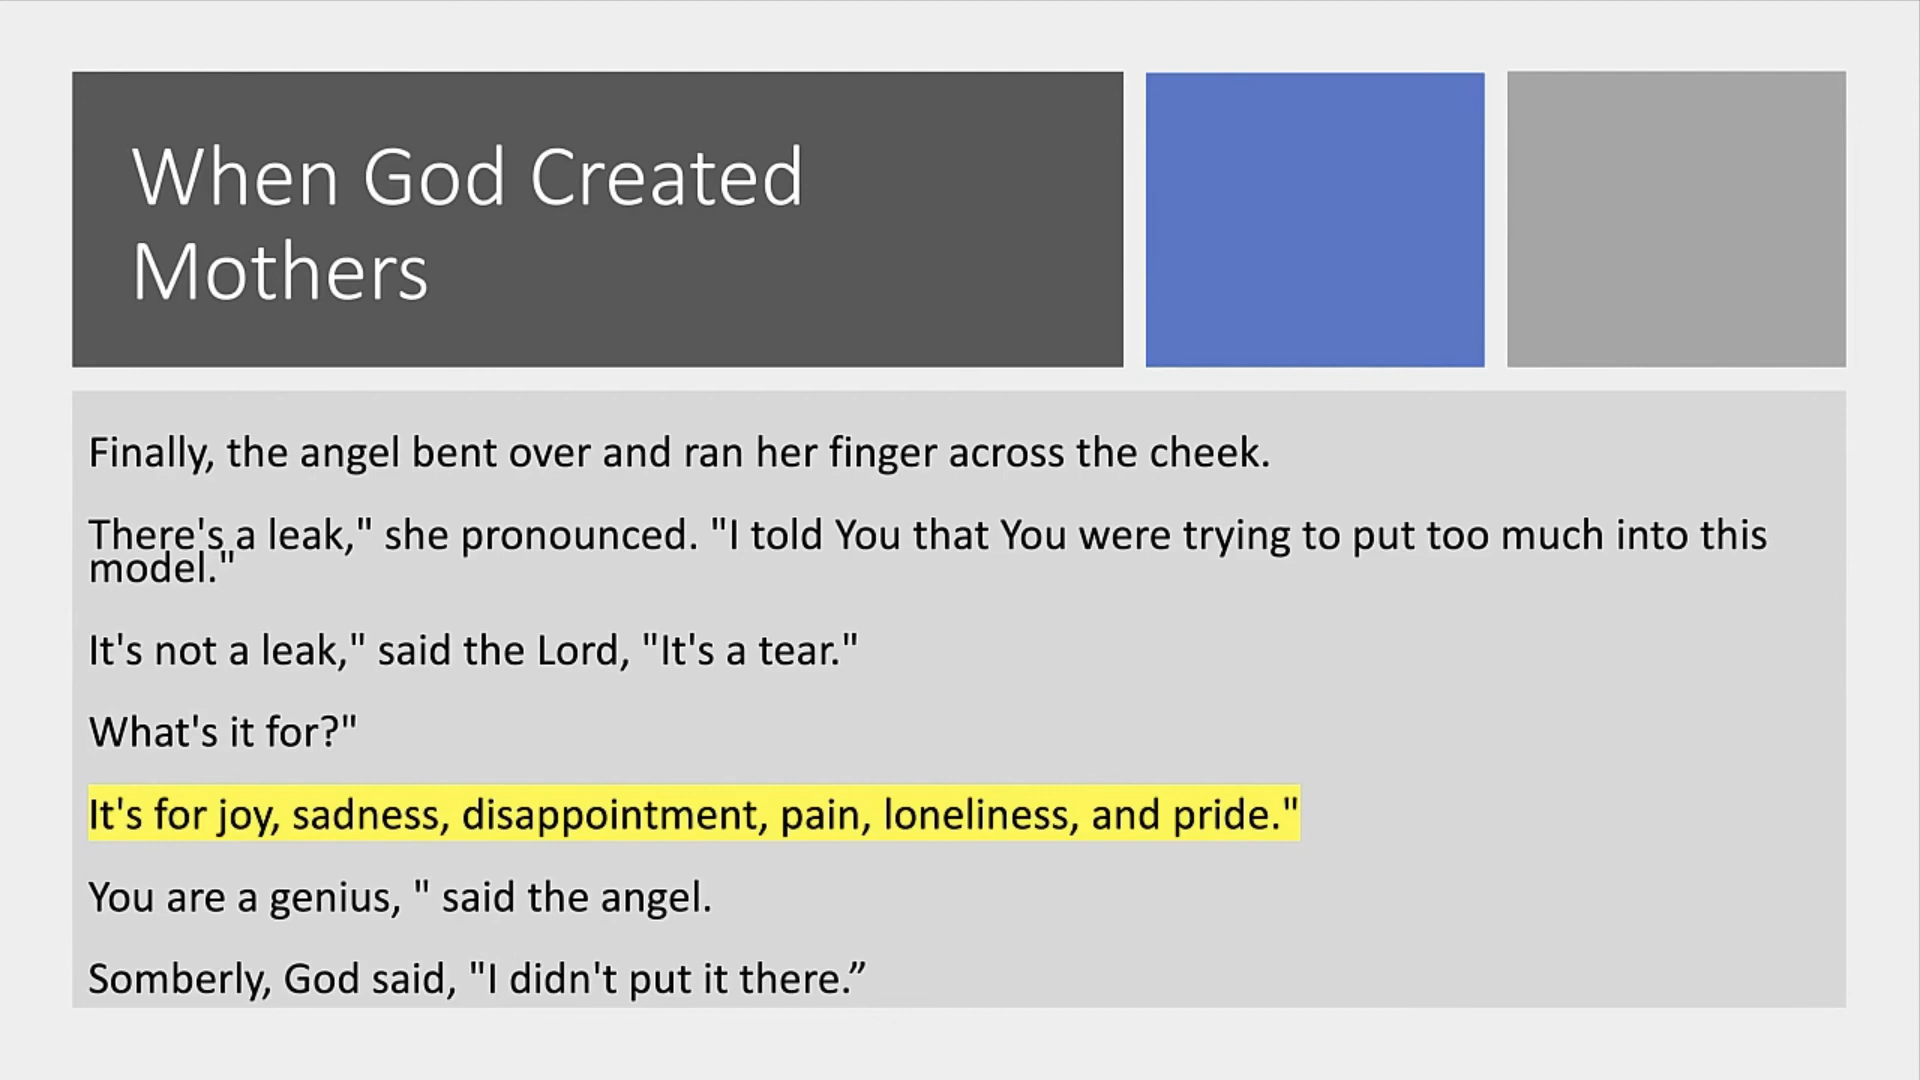 When God Created
Mothers
Finally, the angel bent over and ran her finger across the cheek.
There's a leak," she pronounced. "I told You that You were trying to put too much into this
model."
It's not a leak," said the Lord, "It's a tear."
What's it for?"
It's for joy, sadness, disappointment, pain, loneliness, and pride."
You are a genius, " said the angel.
Somberly, God said, "I didn't put it there.”